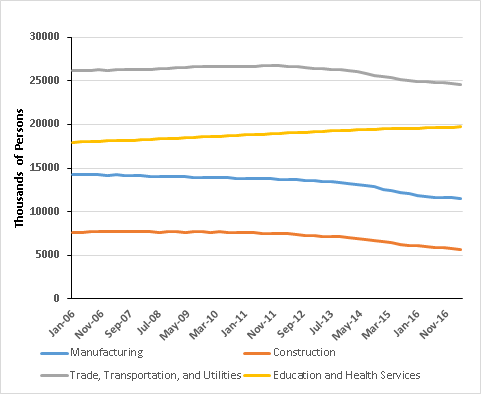 30000
25000
20000
15000
10000
5000
0
Thousands of Persons
Jan-06
Nov-06
Sep-07
Jul-08
May-09
Mar-10
Jan-11
Nov-11
Sep-12
Jul-13
May-14
Mar-15
Jan-16
Nov-16
Manufacturing
Construction
Trade, Transportation, and Utilities
Education and Health Services